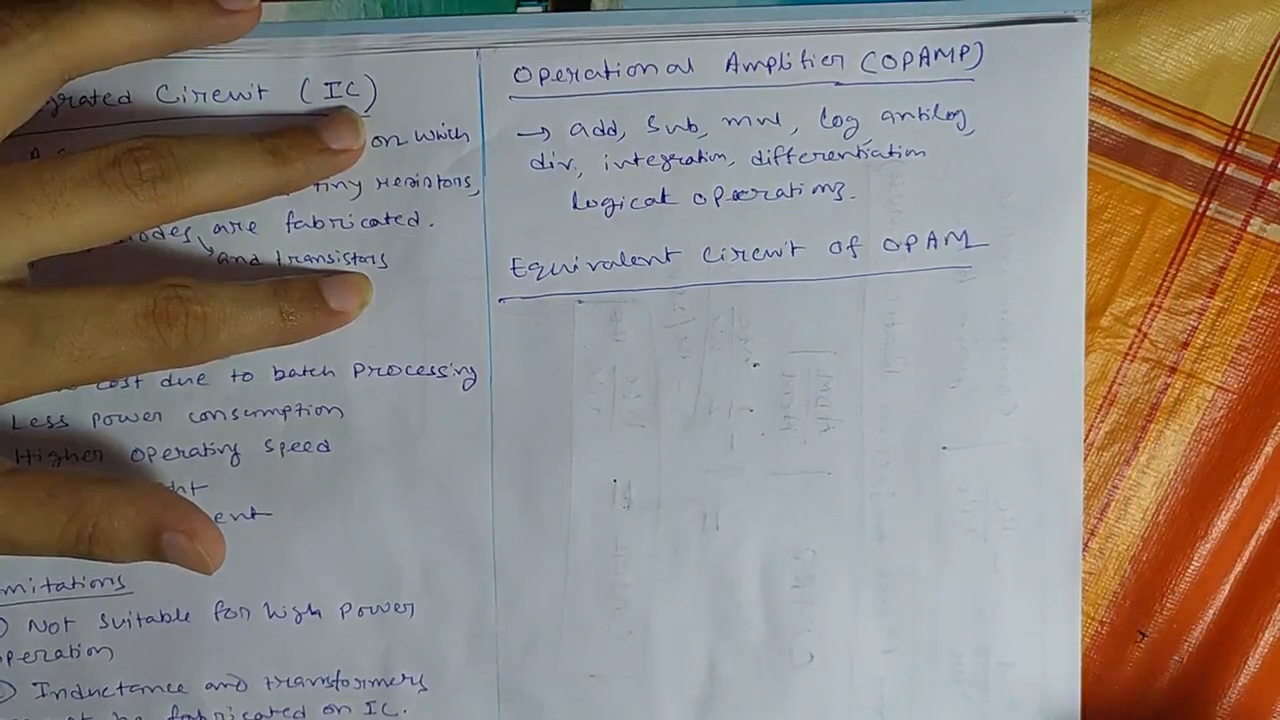 grated Circuit (IC)
on which
tiny resistors,
odes are fabricated.
and transistors
cost due to batch processing
Less power consumption
Higher operating speed
ht
ent
mitations
Not suitable for high power
peration
Inductance and transformers
be fabricated on IC.
Operational Amplifier (OPAMP)
→ add, sub, mul, log, antilog,
div, integration, differentiation
logical operations.
Equivalent circuit of OPAM